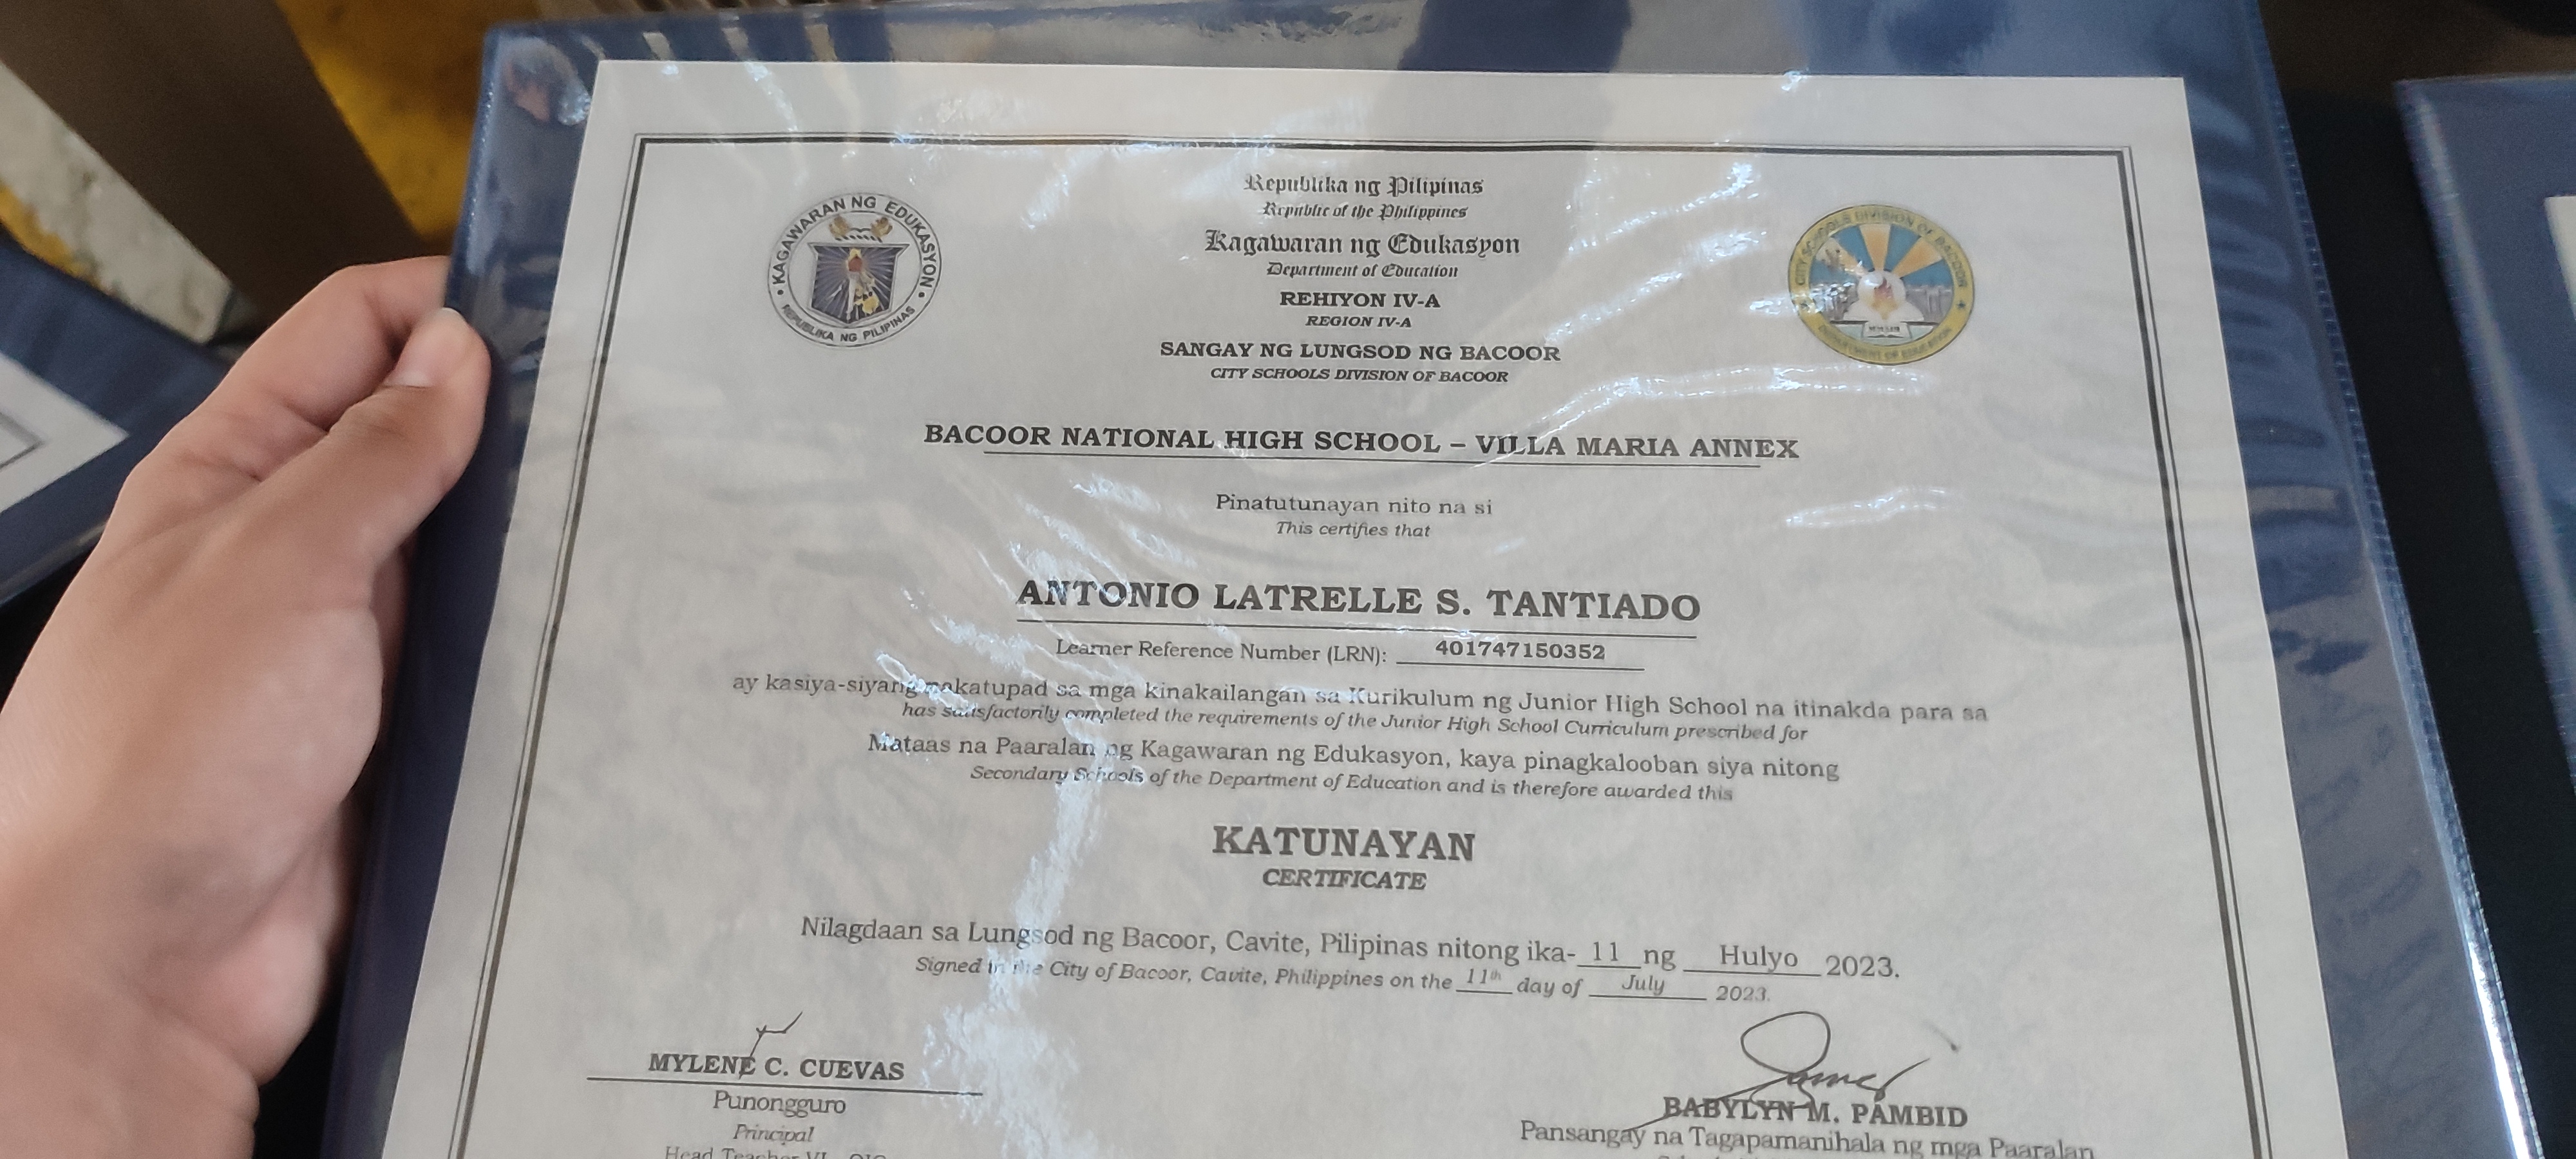 Republika ng Pilipinas
Republic of the Philippines
Kagawaran ng Edukasyon
Department of Education
REHIYON IV-A
REGION IV-A
SANGAY NG LUNGSOD NG BACOOR
CITY SCHOOLS DIVISION OF BACOOR
KAGAWARAN NG EDUKASYON
REPUBLIKA NG PILIPINAS
CITY SCHOOLS DIVISION OF BACOOR
DEPARTMENT OF EDUCATION
BACOOR NATIONAL HIGH SCHOOL – VILLA MARIA ANNEX
Pinatutunayan nito na si
This certifies that
ANTONIO LATRELLE S. TANTIADO
Learner Reference Number (LRN): 401747150352
ay kasiya-siyang nakatupad sa mga kinakailangan sa Kurikulum ng Junior High School na itinakda para sa
has satisfactorily completed the requirements of the Junior High School Curriculum prescribed for
Mataas na Paaralan ng Kagawaran ng Edukasyon, kaya pinagkalooban siya nitong
Secondary Schools of the Department of Education and is therefore awarded this
KATUNAYAN
CERTIFICATE
Nilagdaan sa Lungsod ng Bacoor, Cavite, Pilipinas nitong ika- 11 ng Hulyo 2023.
Signed in the City of Bacoor, Cavite, Philippines on the 11th day of July 2023.
MYLENE C. CUEVAS
Punongguro
Principal
Head Teacher VI
BABYLYN M. PAMBID
Pansangay na Tagapamanihala ng mga Paaralan